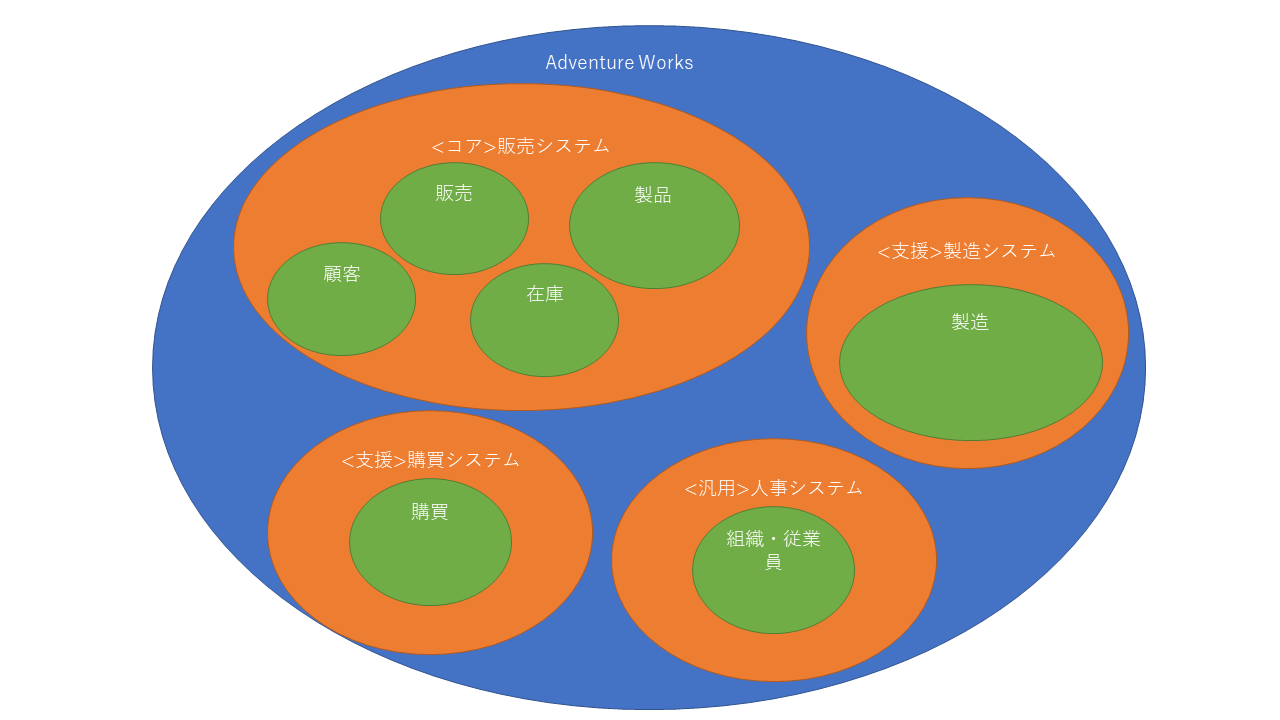 Adventure Works
<コア>販売システム
販売
製品
顧客
在庫
<支援>製造システム
製造
<支援>購買システム
購買
<汎用>人事システム
組織・従業
員